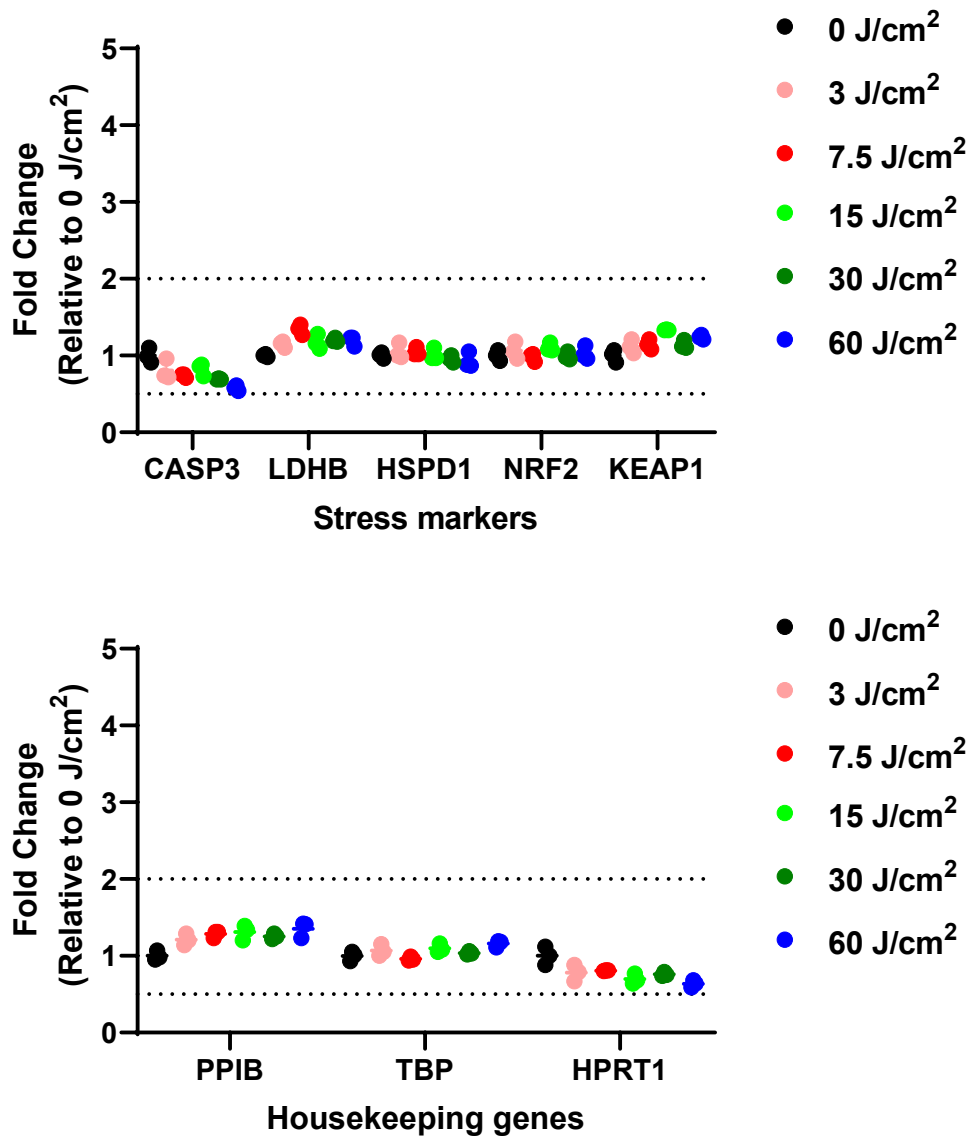 Fold Change
(Relative to 0 J/cm²)
5
4
3
2
1
0
CASP3 LDHB HSPD1 NRF2 KEAP1
Stress markers
0 J/cm²
3 J/cm²
7.5 J/cm²
15 J/cm²
30 J/cm²
60 J/cm²
Fold Change
(Relative to 0 J/cm²)
5
4
3
2
1
0
PPIB TBP HPRT1
Housekeeping genes
0 J/cm²
3 J/cm²
7.5 J/cm²
15 J/cm²
30 J/cm²
60 J/cm²